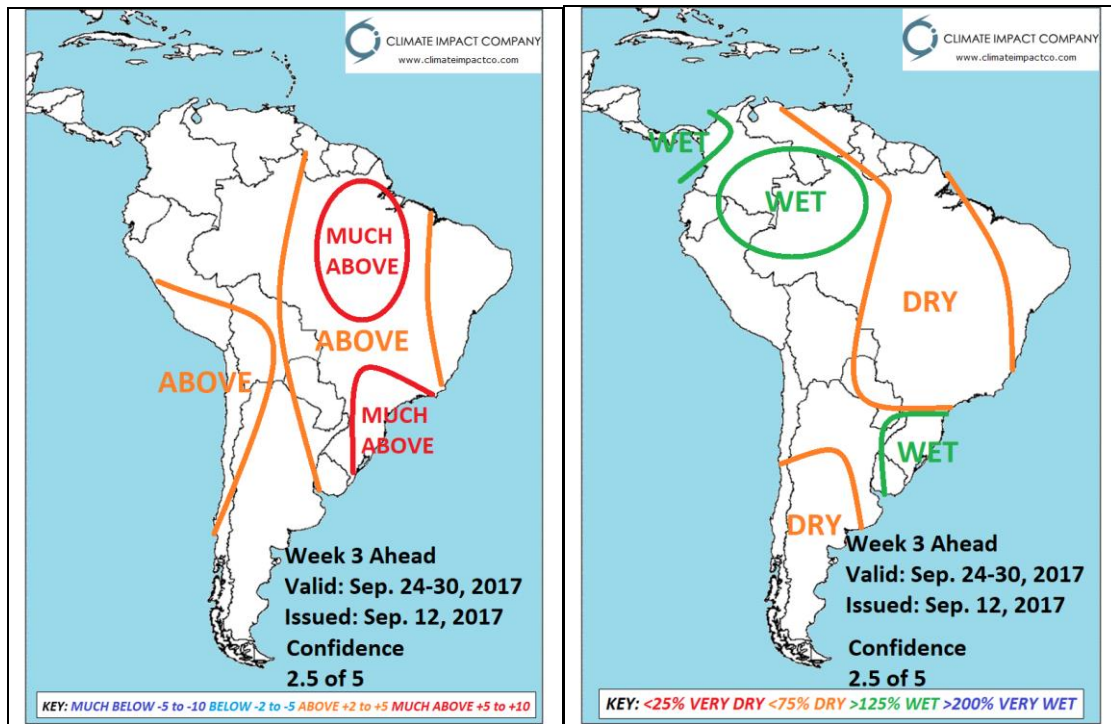 CLIMATE IMPACT COMPANY
www.climateimpactco.com
MUCH
ABOVE
ABOVE
ABOVE
MUCH
ABOVE
Week 3 Ahead
Valid: Sep. 24-30, 2017
Issued: Sep. 12, 2017
Confidence
2.5 of 5
KEY: MUCH BELOW -5 to -10 BELOW -2 to -5 ABOVE +2 to +5 MUCH ABOVE +5 to +10
CLIMATE IMPACT COMPANY
www.climateimpactco.com
WET
WET
DRY
WET
DRY
Week 3 Ahead
Valid: Sep. 24-30, 2017
Issued: Sep. 12, 2017
Confidence
2.5 of 5
KEY: <25% VERY DRY <75% DRY >125% WET >200% VERY WET